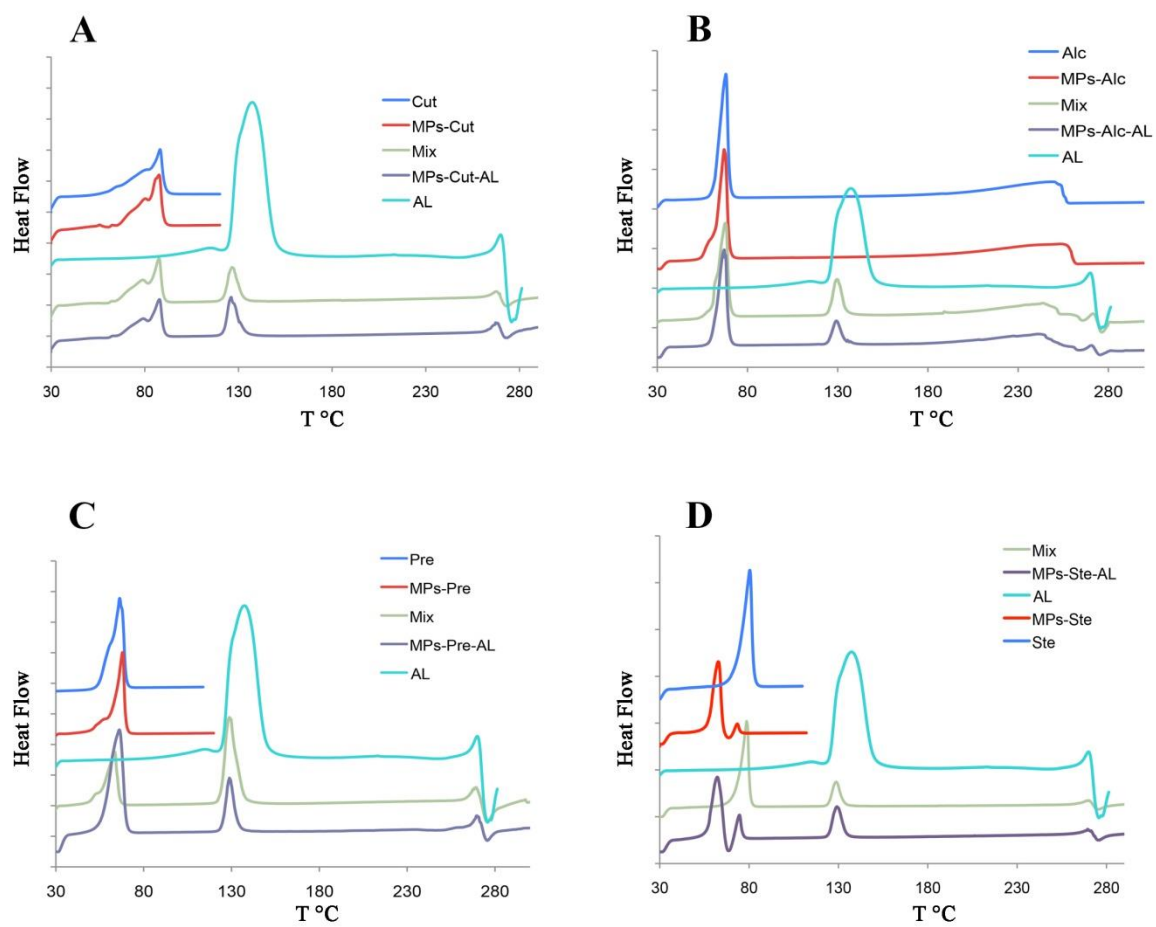 A
Heat Flow
Cut
MPs-Cut
Mix
MPs-Cut-AL
AL
30 80 130 180 230 280
T °C
B
Heat Flow
Alc
MPs-Alc
Mix
MPs-Alc-AL
AL
30 80 130 180 230 280
T °C
C
Heat Flow
Pre
MPs-Pre
Mix
MPs-Pre-AL
AL
30 80 130 180 230 280
T °C
D
Heat Flow
Mix
MPs-Ste-AL
AL
MPs-Ste
Ste
30 80 130 180 230 280
T °C